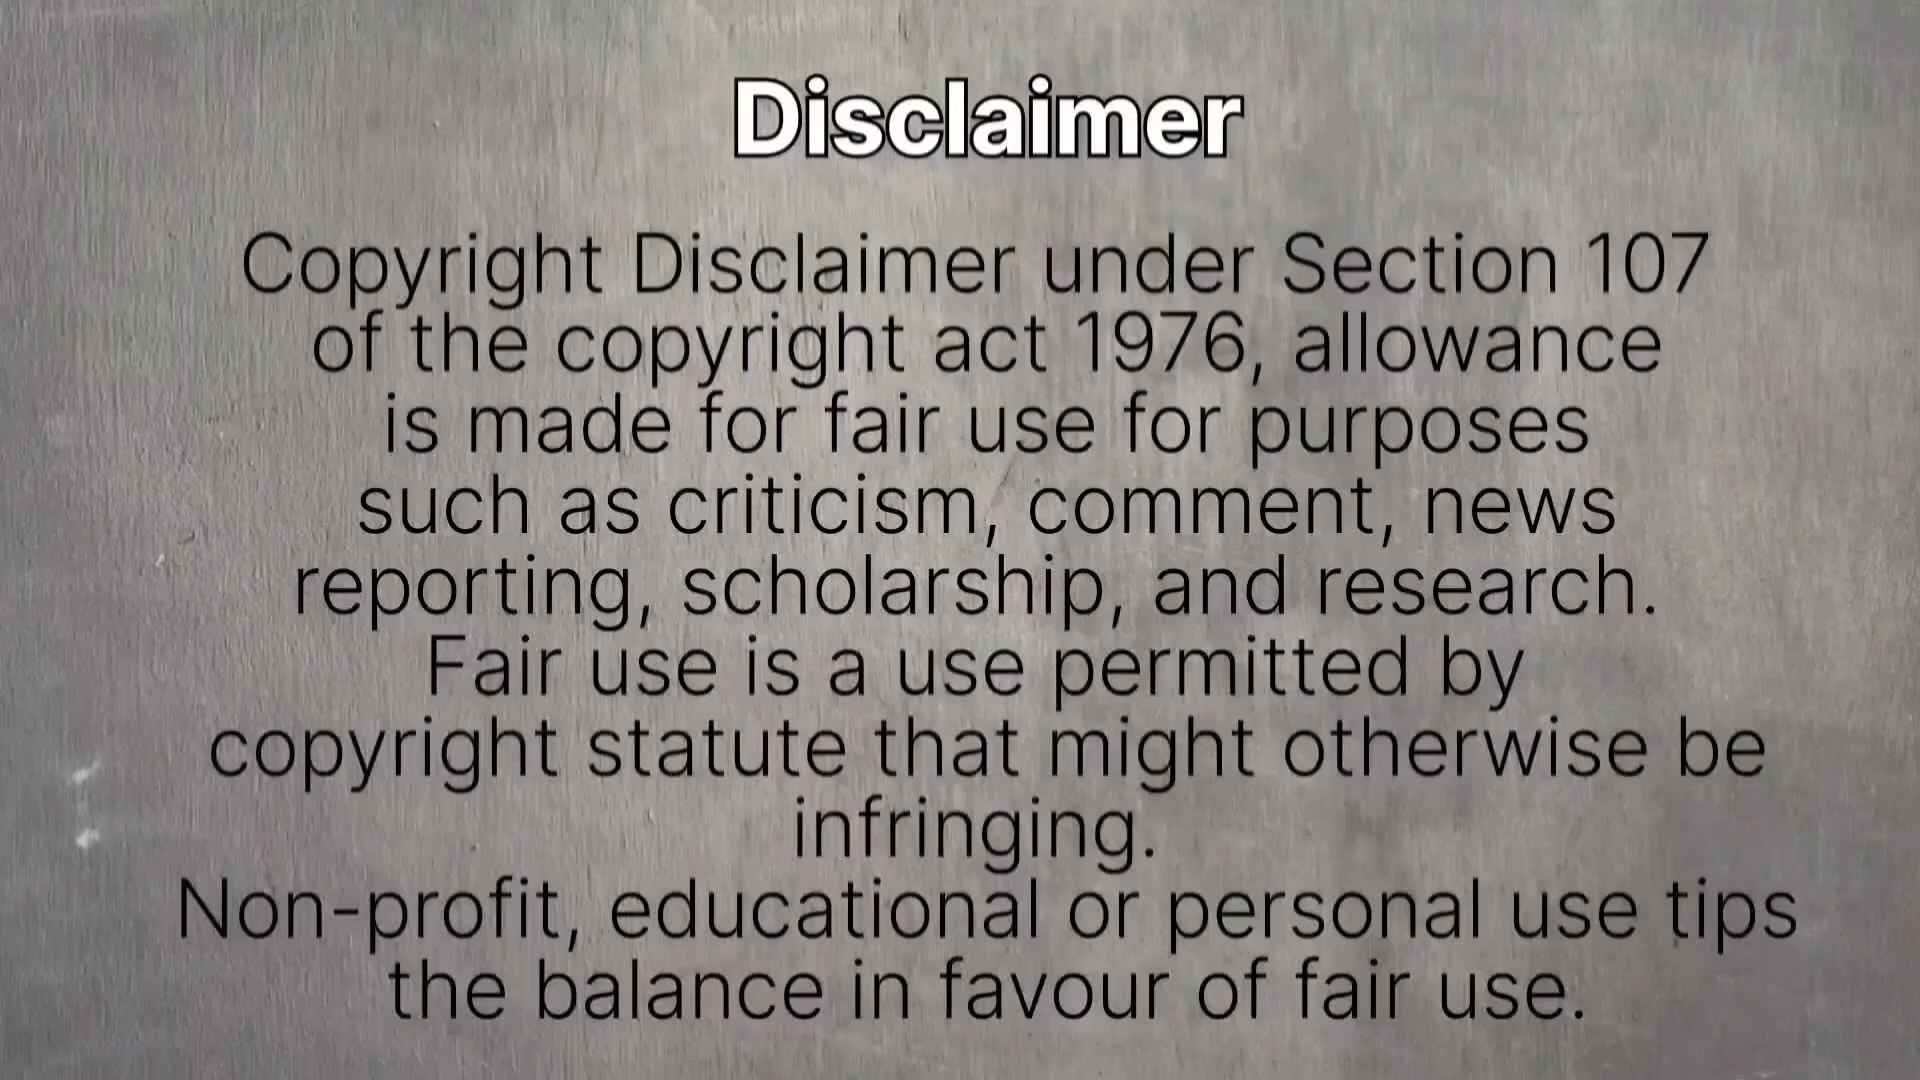 Disclaimer
Copyright Disclaimer under Section 107
of the copyright act 1976, allowance
is made for fair use for purposes
such as criticism, comment, news
reporting, scholarship, and research.
Fair use is a use permitted by
copyright statute that might otherwise be
infringing.
Non-profit, educational or personal use tips
the balance in favour of fair use.